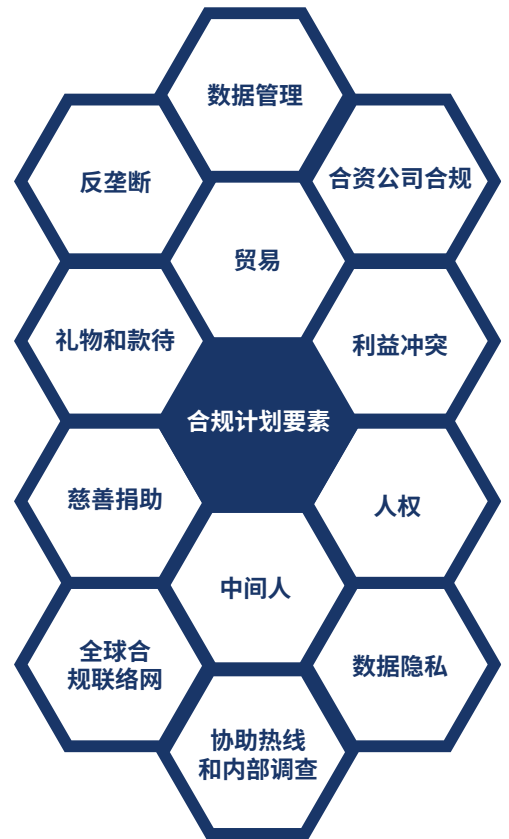 数据管理
反垄断
合资公司合规
贸易
礼物和款待
利益冲突
合规计划要素
慈善捐助
人权
中间人
全球合
规联络网
数据隐私
协助热线
和内部调查